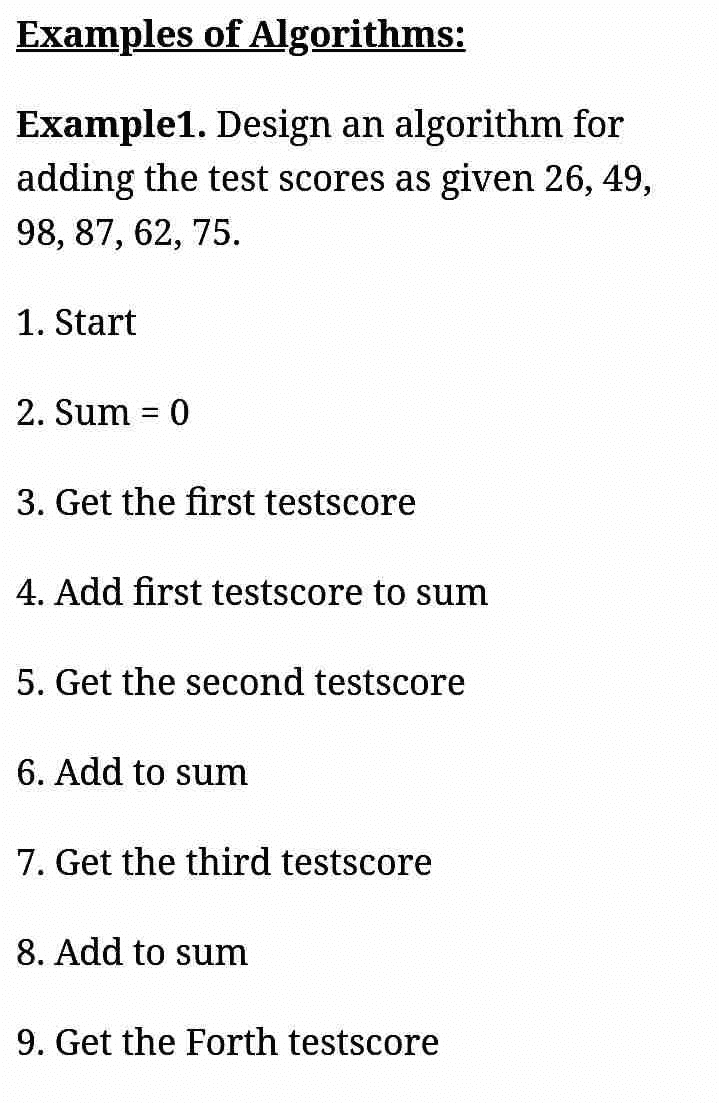 Examples of Algorithms:
Example1. Design an algorithm for
adding the test scores as given 26, 49,
98, 87, 62, 75.
1. Start
2. Sum = 0
3. Get the first testscore
4. Add first testscore to sum
5. Get the second testscore
6. Add to sum
7. Get the third testscore
8. Add to sum
9. Get the Forth testscore